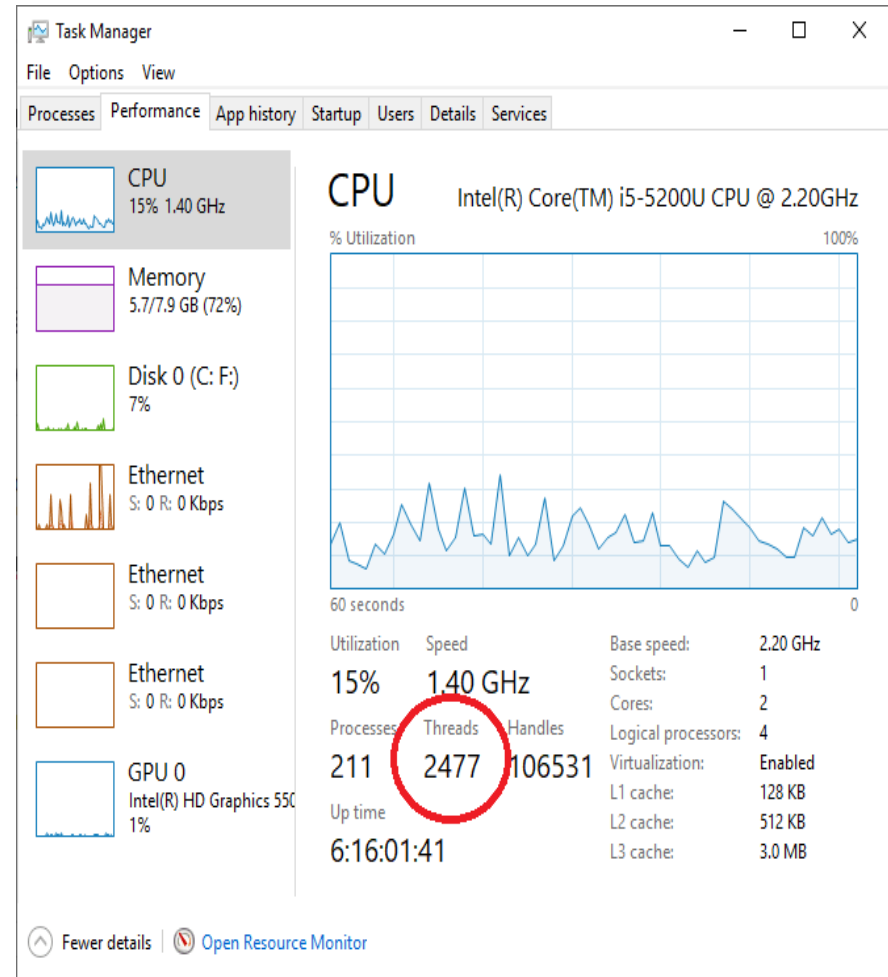 Task Manager
File Options View
Processes Performance App history Startup Users Details Services
CPU
15% 1.40 GHz
Memory
5.7/7.9 GB (72%)
Disk 0 (C: F:)
7%
Ethernet
S: 0 R: 0 Kbps
Ethernet
S: 0 R: 0 Kbps
Ethernet
S: 0 R: 0 Kbps
GPU 0
Intel(R) HD Graphics 550
1%
CPU Intel(R) Core(TM) i5-5200U CPU @ 2.20GHz
% Utilization 100%
60 seconds 0
Utilization Speed
15% 1.40 GHz
Processes Threads Handles
211 2477 106531
Up time
6:16:01:41
Base speed: 2.20 GHz
Sockets: 1
Cores: 2
Logical processors: 4
Virtualization: Enabled
L1 cache: 128 KB
L2 cache: 512 KB
L3 cache: 3.0 MB
Fewer details Open Resource Monitor